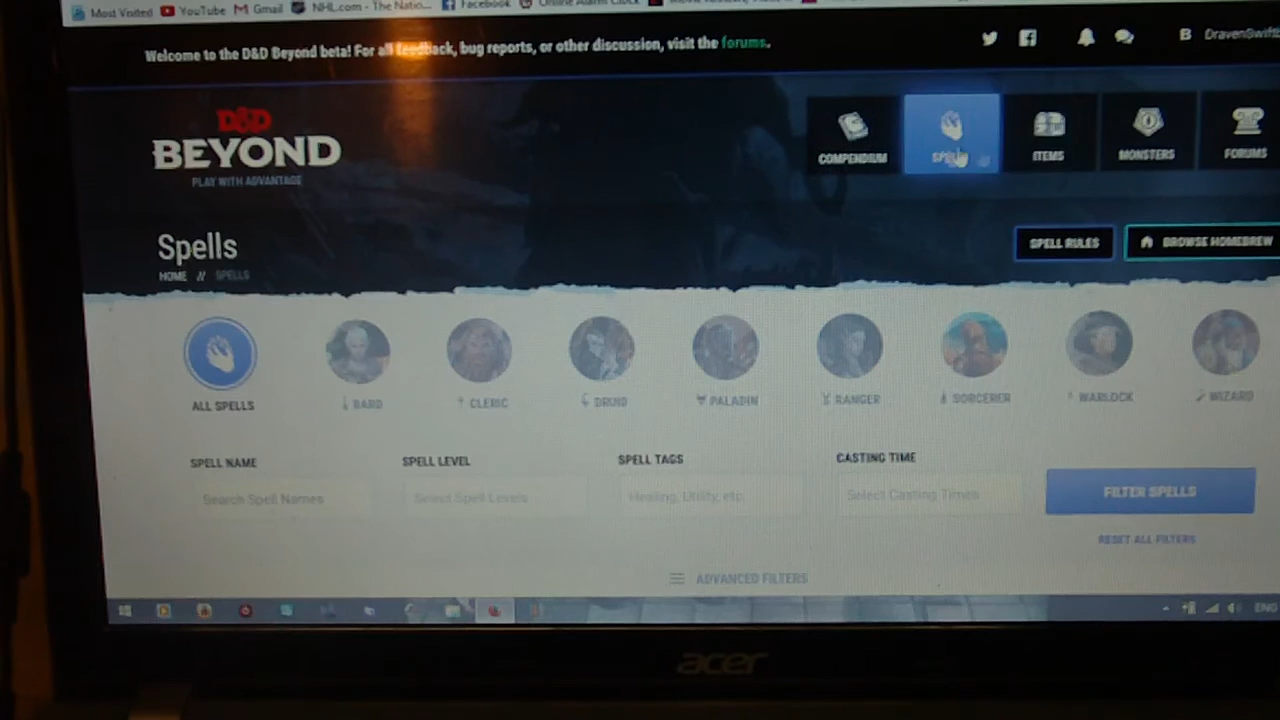 Most Visited YouTube Gmail NHL.com - The Natio... Facebook Online Alarm Clock
Welcome to the D&D Beyond beta! For all feedback, bug reports, or other discussion, visit the forums.
D&D
BEYOND
PLAY WITH ADVANTAGE
COMPENDIUM
ITEMS
MONSTERS
FORUMS
Spells
HOME // SPELLS
SPELL RULES
BROWSE HOMEBREW
ALL SPELLS
BARD
CLERIC
DRUID
PALADIN
RANGER
SORCERER
WARLOCK
WIZARD
SPELL NAME
SPELL LEVEL
SPELL TAGS
CASTING TIME
Search Spell Names
Select Spell Levels
Healing, Utility, etc.
Select Casting Times
FILTER SPELLS
RESET ALL FILTERS
ADVANCED FILTERS
ENG
acer